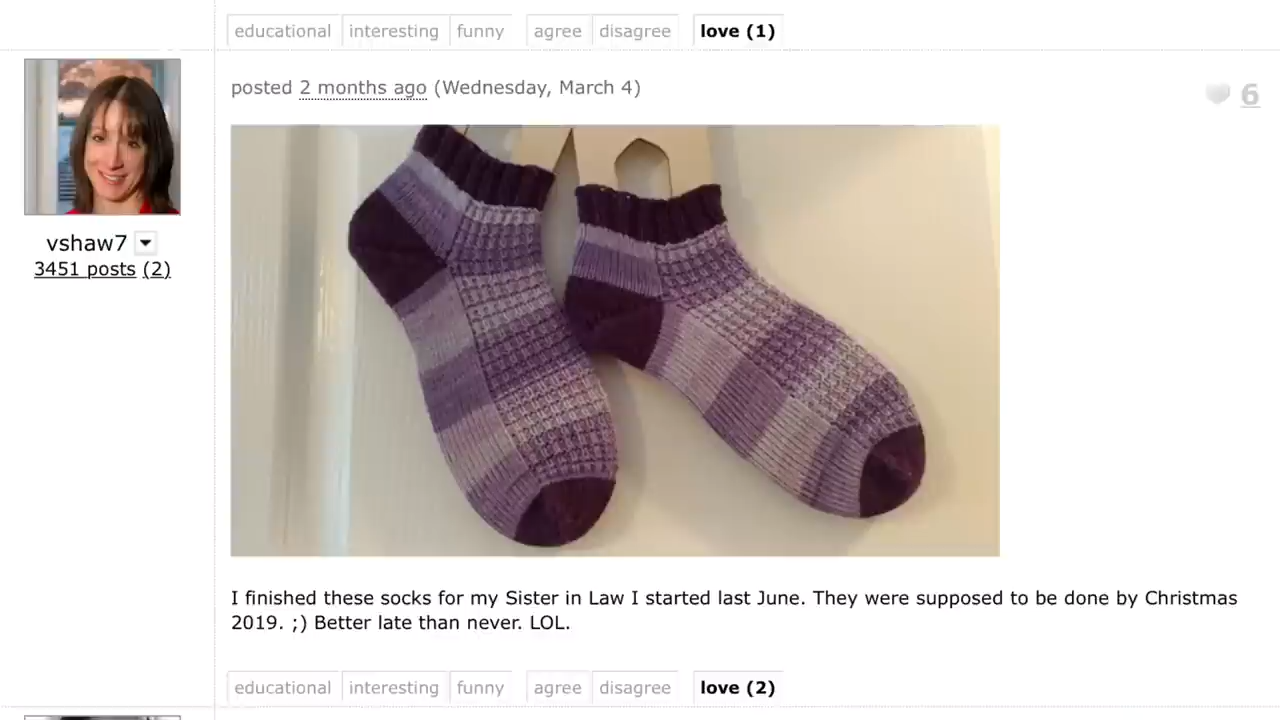 educational interesting funny agree disagree love (1)
posted 2 months ago (Wednesday, March 4)
6
vshaw7
3451 posts (2)
I finished these socks for my Sister in Law I started last June. They were supposed to be done by Christmas
2019. ;) Better late than never. LOL.
educational interesting funny agree disagree love (2)